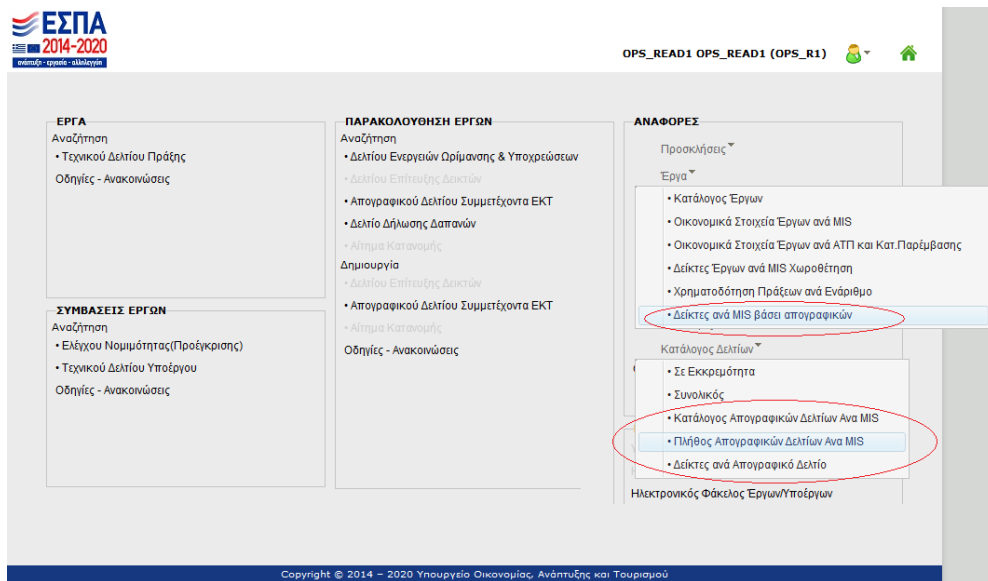 ΕΣΠΑ
2014-2020
ανάπτυξη - εργασία - αλληλεγγύη
OPS_READ1 OPS_READ1 (OPS_R1)
ΕΡΓΑ
Αναζήτηση
• Τεχνικού Δελτίου Πράξης
Οδηγίες - Ανακοινώσεις
ΣΥΜΒΑΣΕΙΣ ΕΡΓΩΝ
Αναζήτηση
• Ελέγχου Νομιμότητας(Προέγκρισης)
• Τεχνικού Δελτίου Υποέργου
Οδηγίες - Ανακοινώσεις
ΠΑΡΑΚΟΛΟΥΘΗΣΗ ΕΡΓΩΝ
Αναζήτηση
• Δελτίου Ενεργειών Ωρίμανσης & Υποχρεώσεων
• Δελτίου Επίτευξης Δεικτών
• Απογραφικού Δελτίου Συμμετέχοντα ΕΚΤ
• Δελτίο Δήλωσης Δαπανών
• Αίτημα Κατανομής
Δημιουργία
• Δελτίου Επίτευξης Δεικτών
• Απογραφικού Δελτίου Συμμετέχοντα ΕΚΤ
• Αίτημα Κατανομής
Οδηγίες - Ανακοινώσεις
ΑΝΑΦΟΡΕΣ
Προσκλήσεις
Έργα
• Κατάλογος Έργων
• Οικονομικά Στοιχεία Έργων ανά MIS
• Οικονομικά Στοιχεία Έργων ανά ΑΤΠ και Κατ.Παρέμβασης
• Δείκτες Έργων ανά MIS Χωροθέτηση
• Χρηματοδότηση Πράξεων ανά Ενάριθμο
• Δείκτες ανά MIS βάσει απογραφικών
Κατάλογος Δελτίων
• Σε Εκκρεμότητα
• Συνολικός
• Κατάλογος Απογραφικών Δελτίων Ανα MIS
• Πλήθος Απογραφικών Δελτίων Ανα MIS
• Δείκτες ανά Απογραφικό Δελτίο
Ηλεκτρονικός Φάκελος Έργων/Υποέργων
Copyright © 2014 – 2020 Υπουργείο Οικονομίας, Ανάπτυξης και Τουρισμού